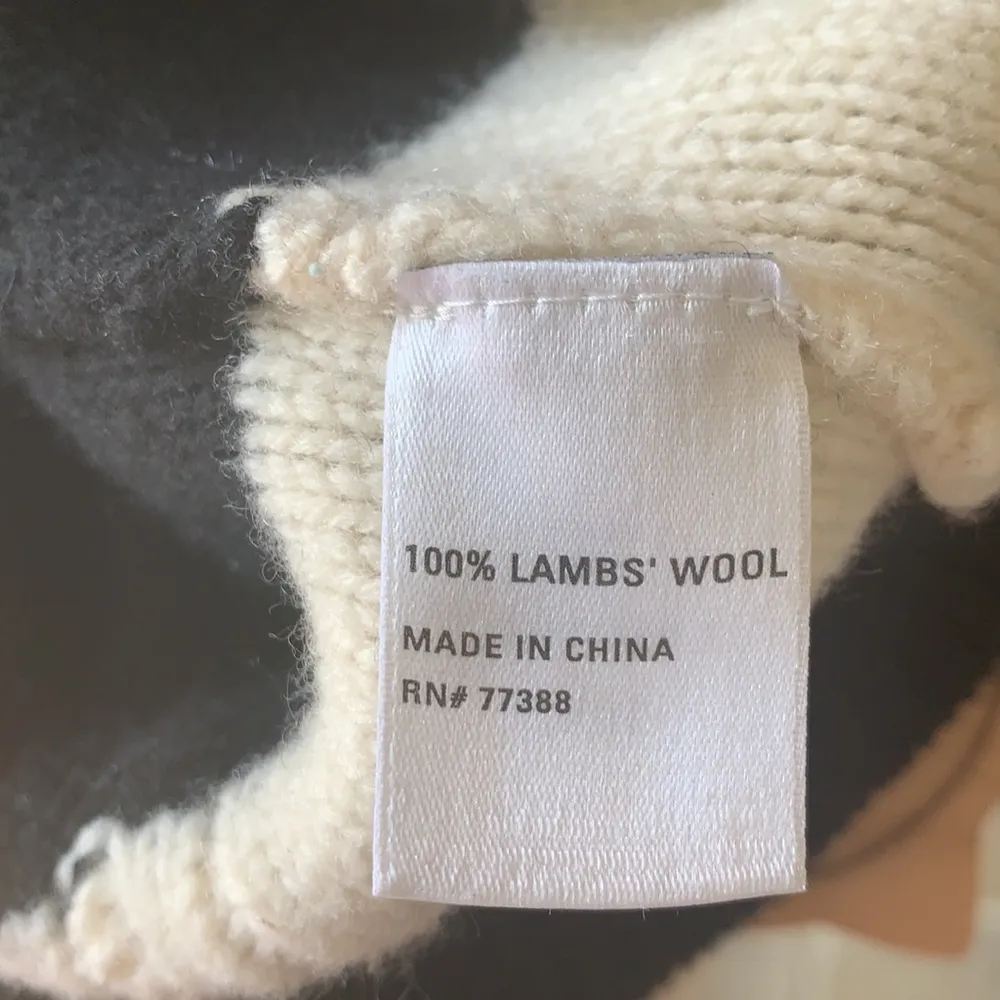 100% LAMBS' WOOL
MADE IN CHINA
RN# 77388